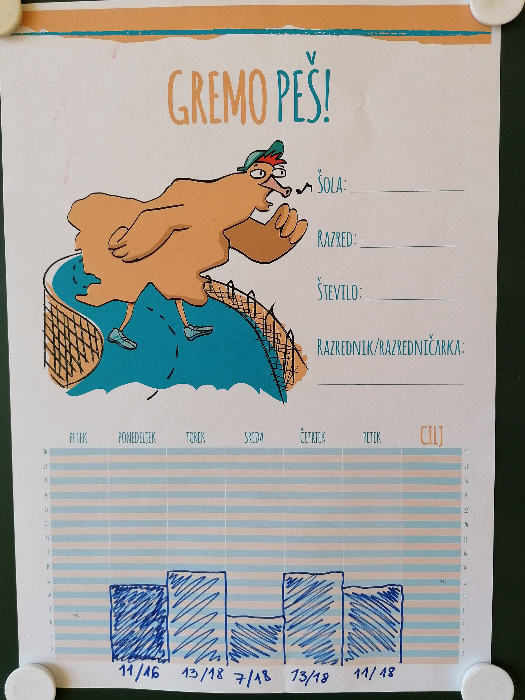 GREMO PEŠ!
ŠOLA:
RAZRED:
ŠTEVILO:
RAZREDNIK/RAZREDNIČARKA:
PETEK PONEDELJEK TOREK SREDA ČETRTEK PETEK CILJ
11/16 13/18 7/18 13/18 11/18